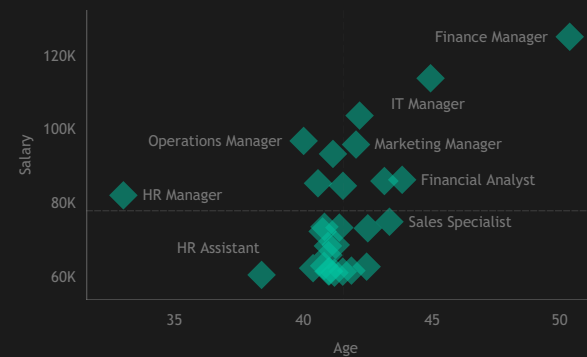 Finance Manager
120K
IT Manager
100K
Operations Manager
Marketing Manager
Salary
80K
Financial Analyst
HR Manager
Sales Specialist
HR Assistant
60K
35
40
45
50
Age